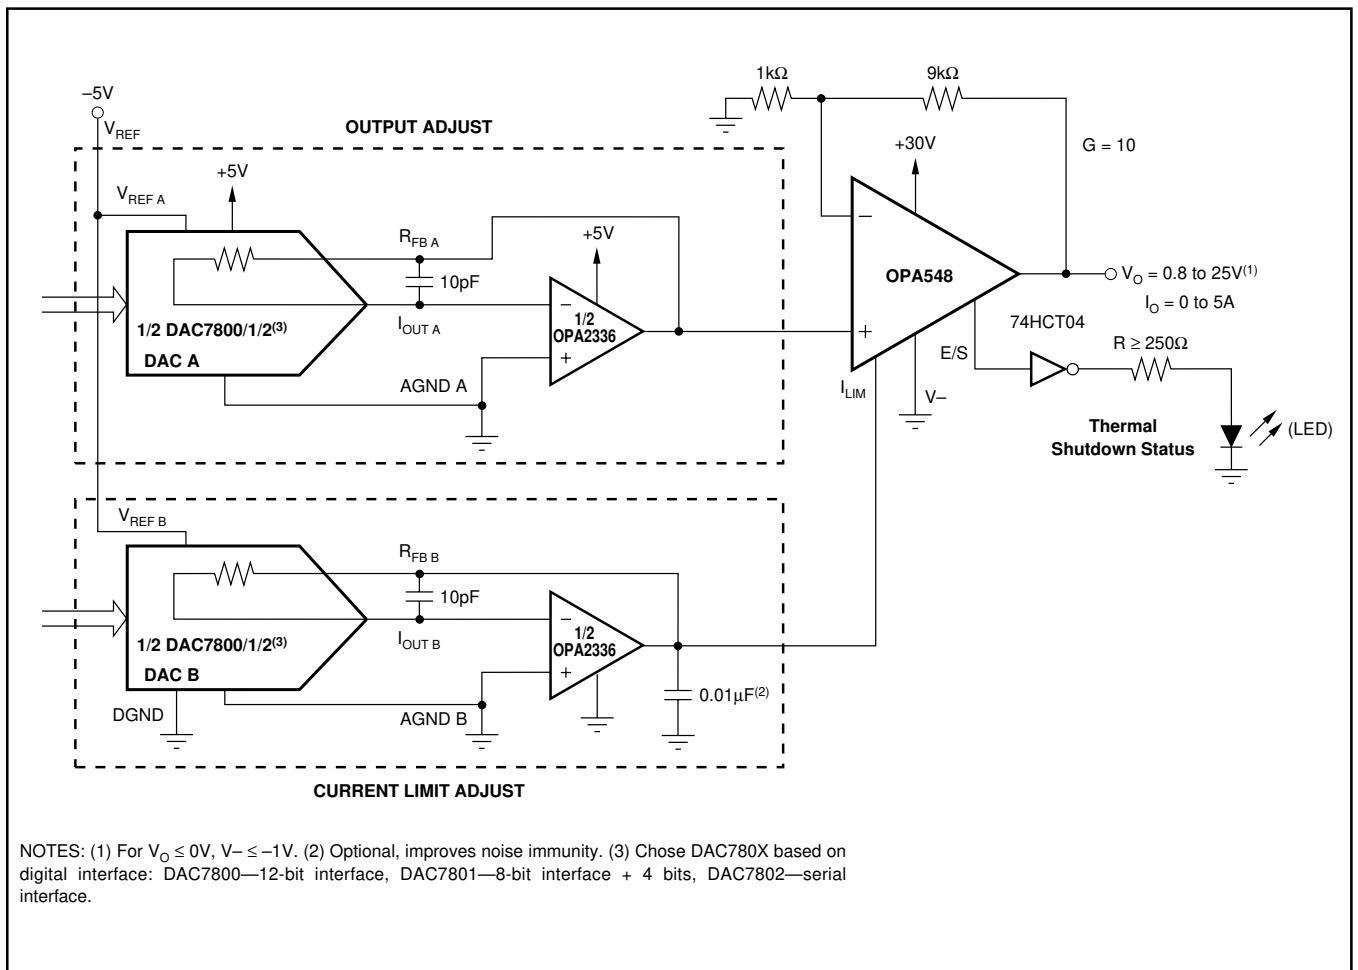 –5V
V_REF
OUTPUT ADJUST
V_REF A
+5V
R_FB A
10pF
I_OUT A
1/2 DAC7800/1/2(3)
DAC A
AGND A
+5V
–
1/2
OPA2336
+
1kΩ
9kΩ
+30V
G = 10
–
OPA548
+
V_O = 0.8 to 25V(1)
I_O = 0 to 5A
74HCT04
E/S
R ≥ 250Ω
I_LIM
V–
Thermal
Shutdown Status
(LED)
V_REF B
R_FB B
10pF
I_OUT B
1/2 DAC7800/1/2(3)
DAC B
DGND
AGND B
–
1/2
OPA2336
+
0.01µF(2)
CURRENT LIMIT ADJUST
NOTES: (1) For V_O ≤ 0V, V– ≤ –1V. (2) Optional, improves noise immunity. (3) Chose DAC780X based on
digital interface: DAC7800—12-bit interface, DAC7801—8-bit interface + 4 bits, DAC7802—serial
interface.